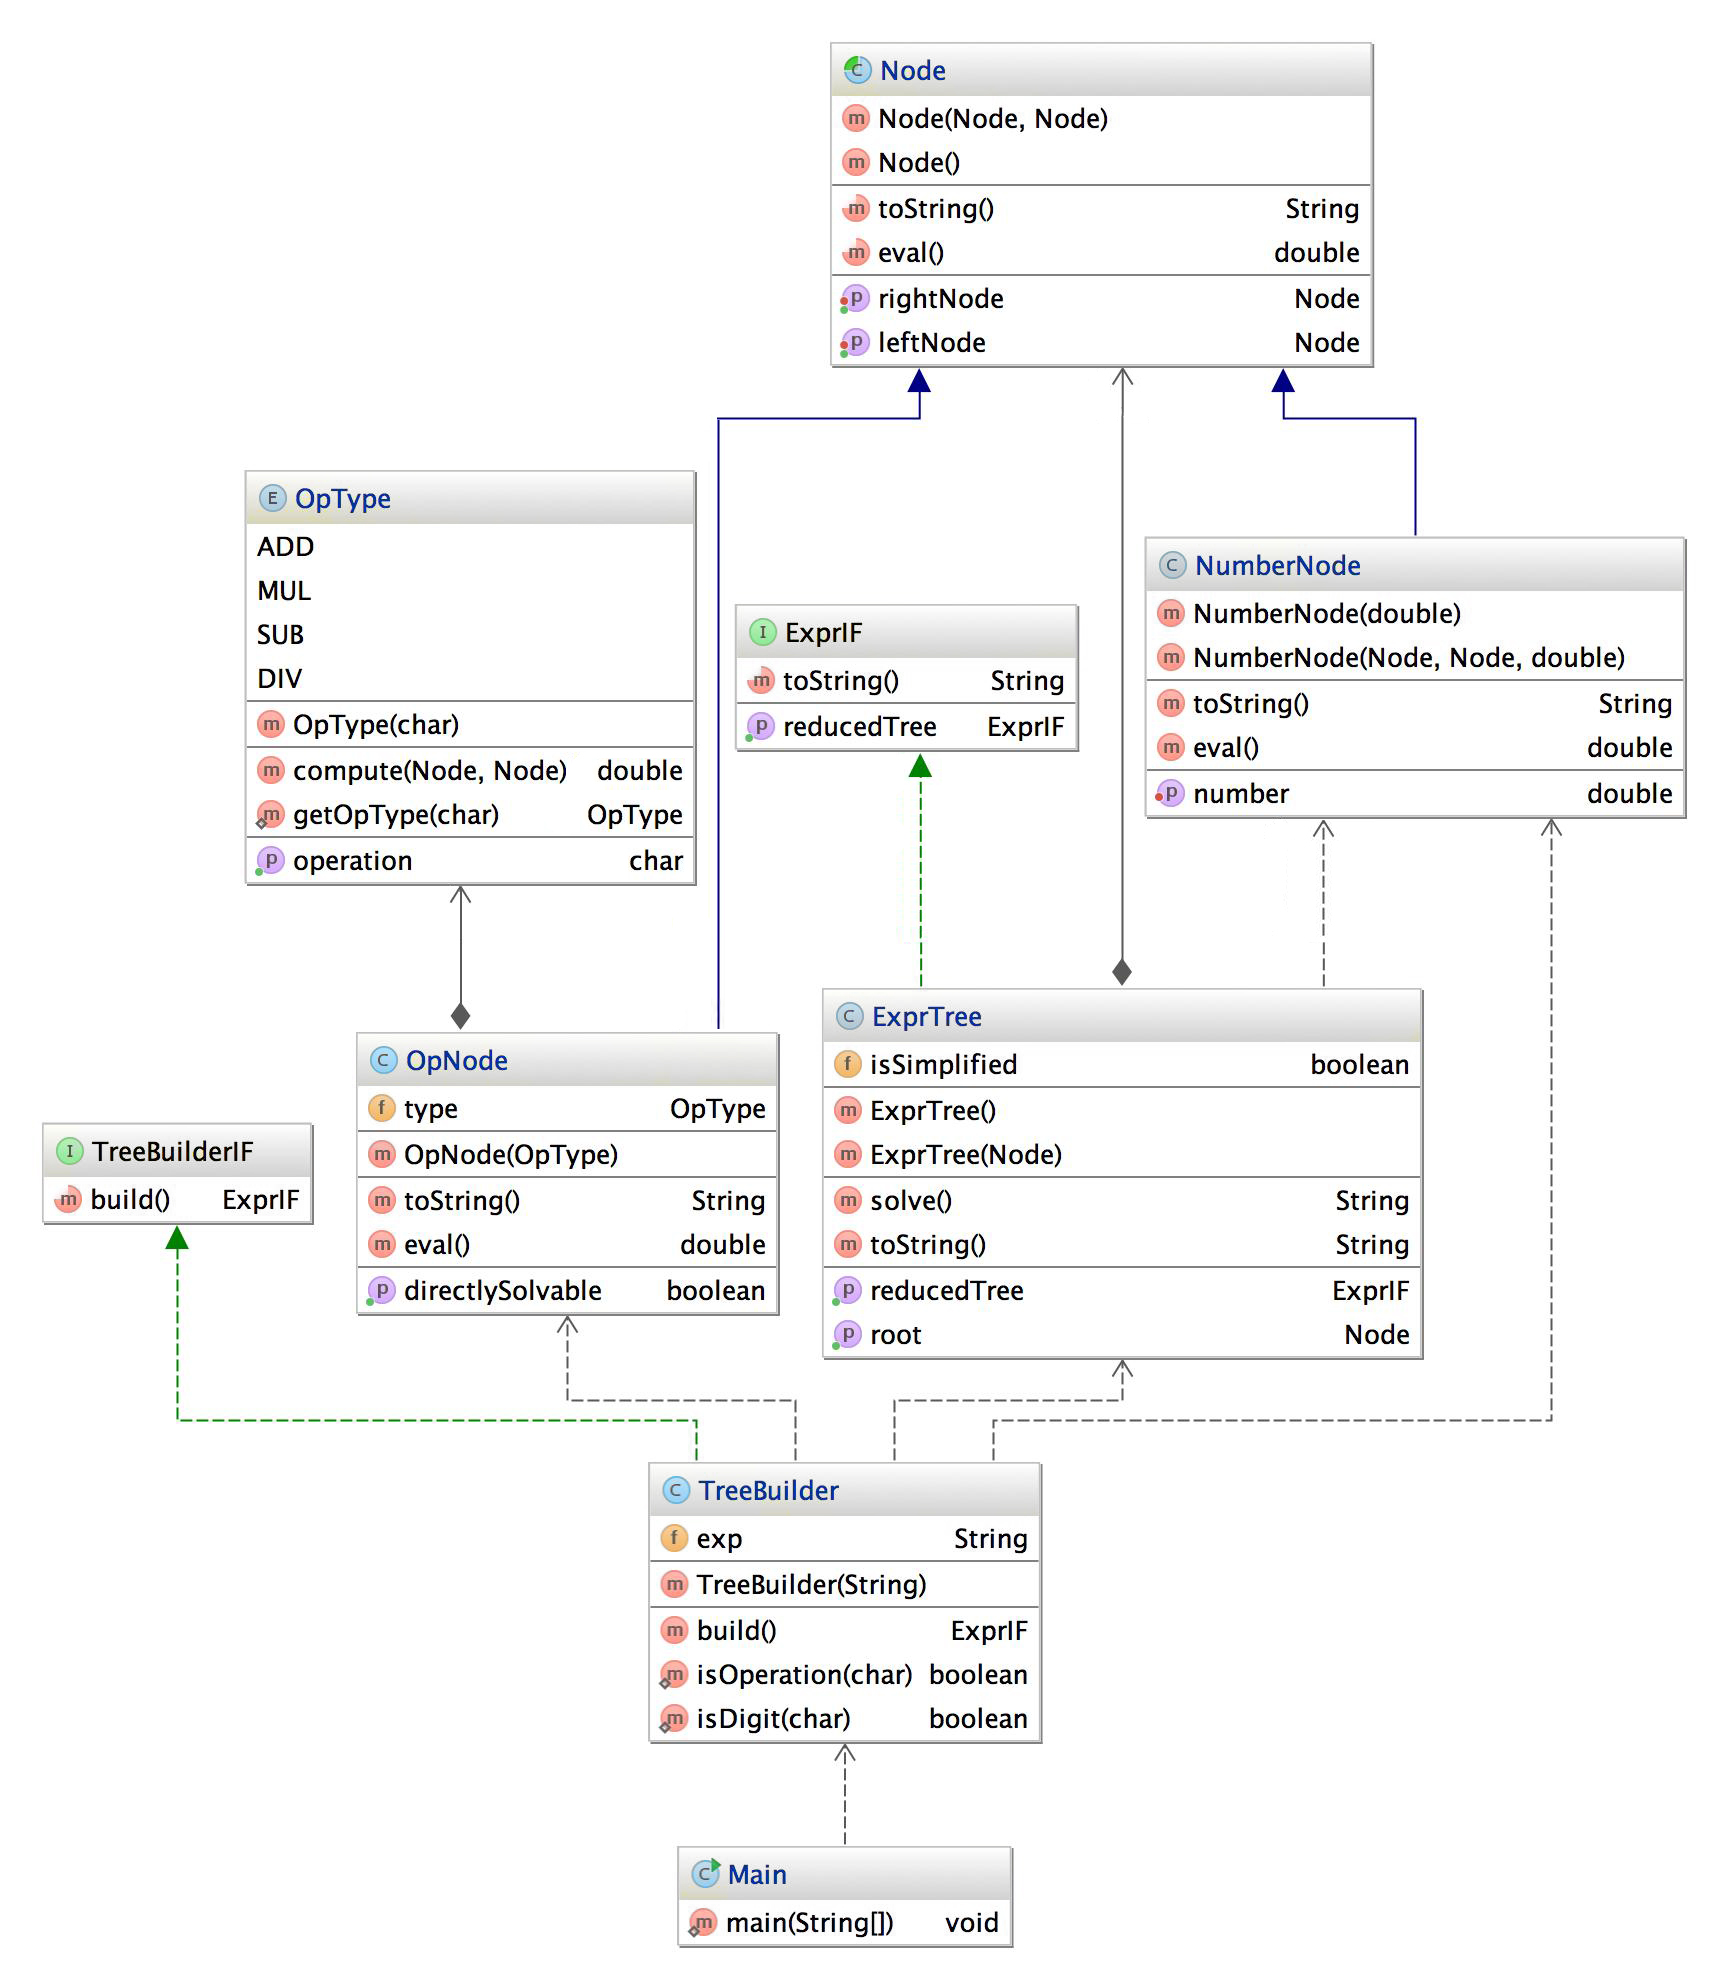 Node
Node(Node, Node)
Node()
toString() String
eval() double
rightNode Node
leftNode Node
OpType
ADD
MUL
SUB
DIV
OpType(char)
compute(Node, Node) double
getOpType(char) OpType
operation char
ExprIF
toString() String
reducedTree ExprIF
NumberNode
NumberNode(double)
NumberNode(Node, Node, double)
toString() String
eval() double
number double
TreeBuilderIF
build() ExprIF
OpNode
type OpType
OpNode(OpType)
toString() String
eval() double
directlySolvable boolean
ExprTree
isSimplified boolean
ExprTree()
ExprTree(Node)
solve() String
toString() String
reducedTree ExprIF
root Node
TreeBuilder
exp String
TreeBuilder(String)
build() ExprIF
isOperation(char) boolean
isDigit(char) boolean
Main
main(String[]) void